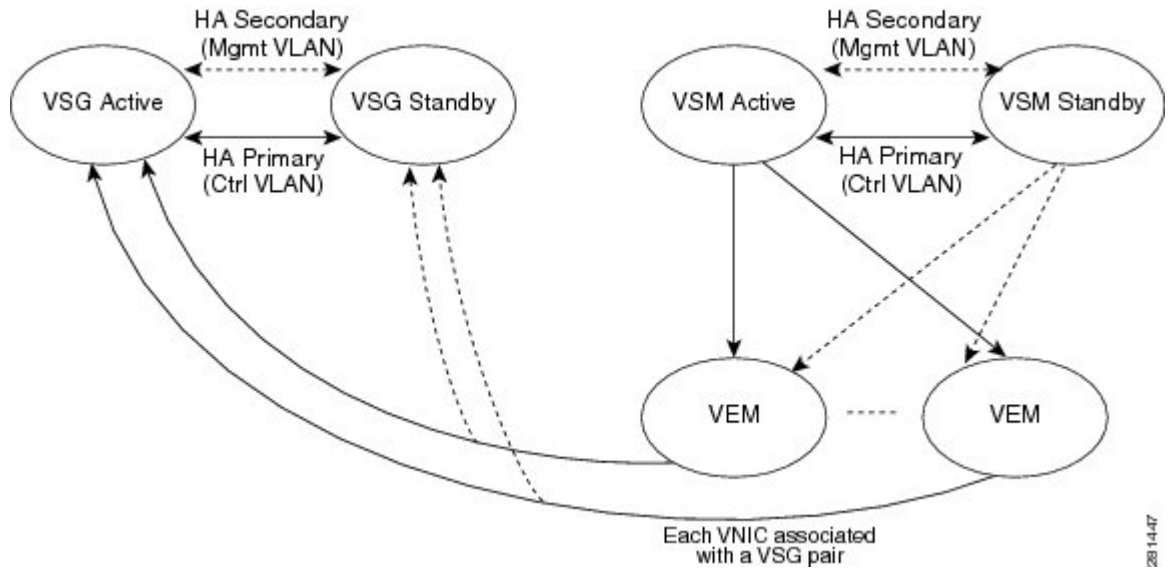 HA Secondary
(Mgmt VLAN)
VSG Active
VSG Standby
HA Primary
(Ctrl VLAN)
HA Secondary
(Mgmt VLAN)
VSM Active
VSM Standby
HA Primary
(Ctrl VLAN)
VEM
VEM
Each VNIC associated
with a VSG pair
281447